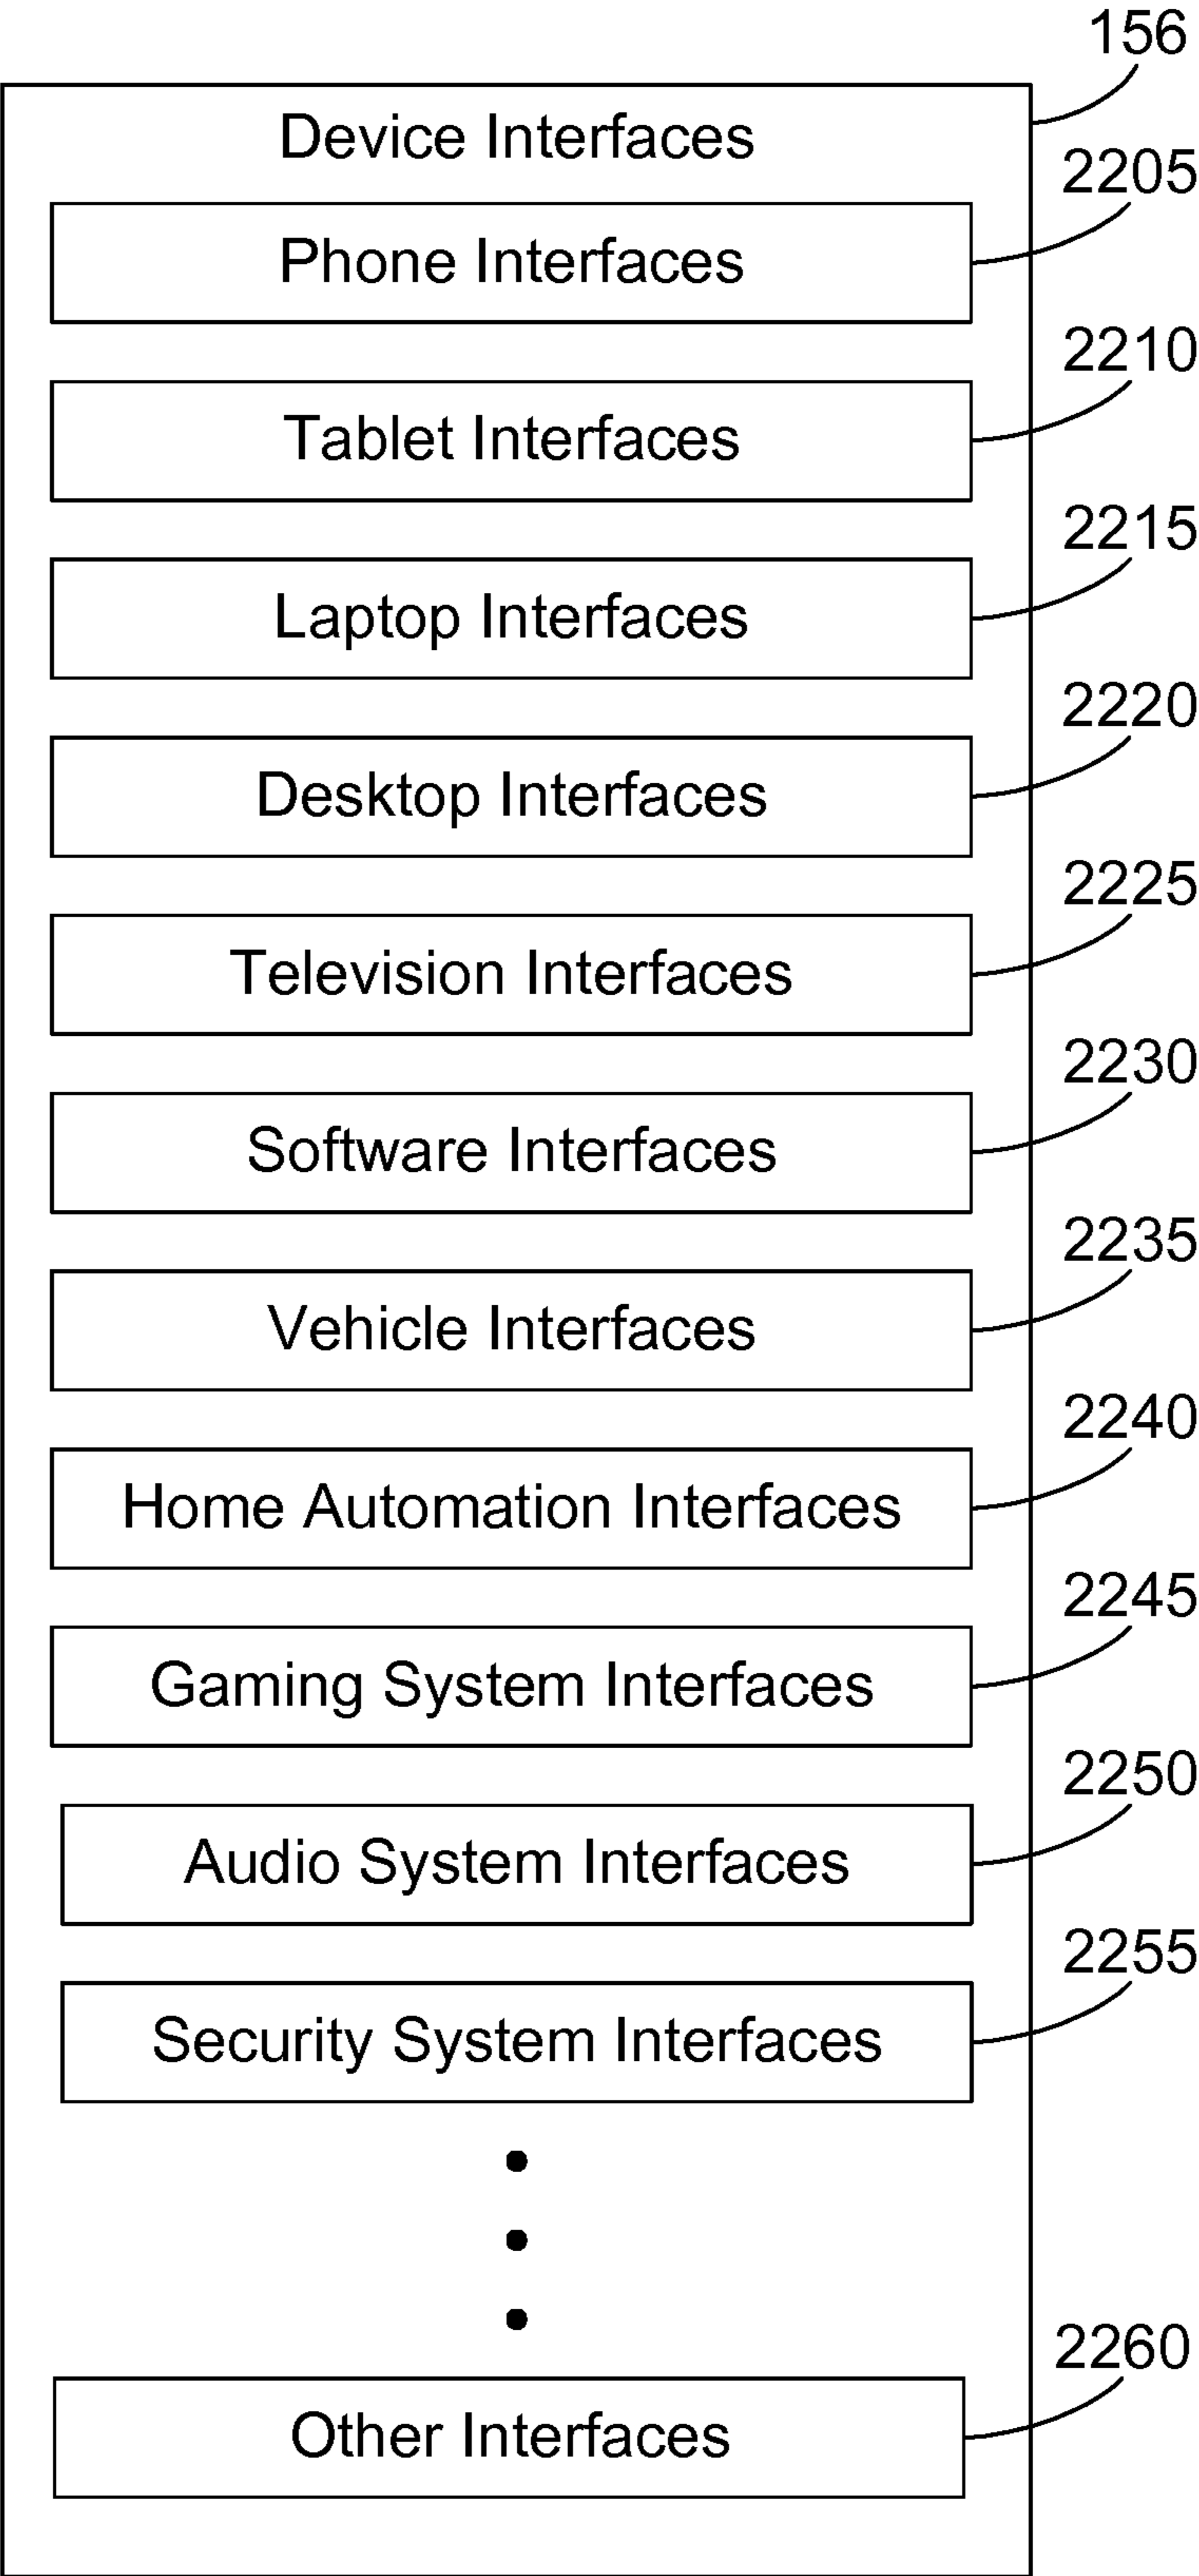 156
Device Interfaces
2205
Phone Interfaces
2210
Tablet Interfaces
2215
Laptop Interfaces
2220
Desktop Interfaces
2225
Television Interfaces
2230
Software Interfaces
2235
Vehicle Interfaces
2240
Home Automation Interfaces
2245
Gaming System Interfaces
2250
Audio System Interfaces
2255
Security System Interfaces
2260
Other Interfaces